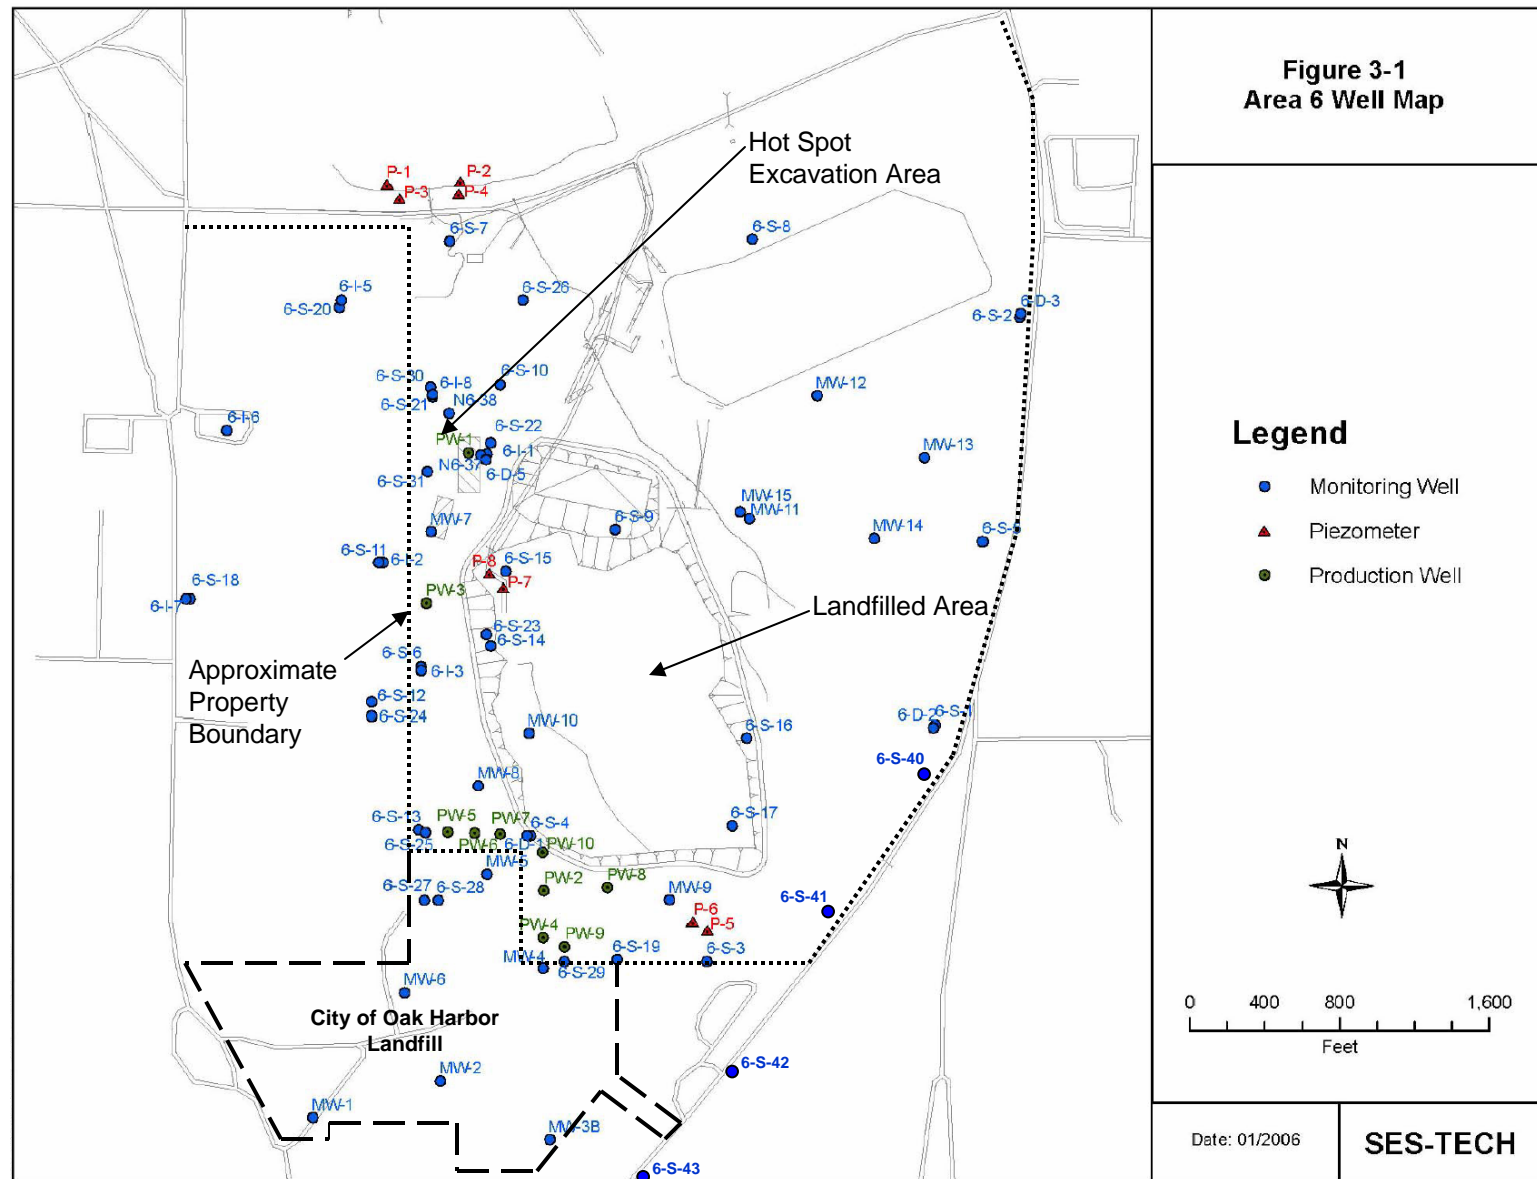 Figure 3-1
Area 6 Well Map
Hot Spot
Excavation Area
P-1
P-2
P-3
P-4
6-S-7
6-S-8
6-I-5
6-S-20
6-S-26
6-D-3
6-S-2
6-S-30
6-I-8
6-S-10
6-S-21
N6-38
MW-12
6-I-6
6-S-22
PW-1
6-I-1
N6-37
6-D-5
6-S-31
MW-13
MW-15
MW-11
MW-7
6-S-9
MW-14
6-S-11
6-I-2
P-8
6-S-15
P-7
6-S-18
6-I-7
PW-3
Landfilled Area
6-S-23
6-S-14
Approximate
Property
Boundary
6-S-6
6-I-3
6-S-12
6-S-24
MW-10
6-S-16
6-D-2
6-S-40
MW-8
6-S-13
PW-5
PW-7
6-S-4
6-S-17
6-S-25
PW-6
6-D-1
PW-10
MW-5
6-S-27
6-S-28
PW-2
PW-8
MW-9
6-S-41
P-6
P-5
PW-4
PW-9
MW-4
6-S-29
6-S-19
6-S-3
MW-6
City of Oak Harbor
Landfill
6-S-42
MW-2
MW-1
MW-3B
6-S-43
Legend
Monitoring Well
Piezometer
Production Well
N
0 400 800 1,600
Feet
Date: 01/2006
SES-TECH